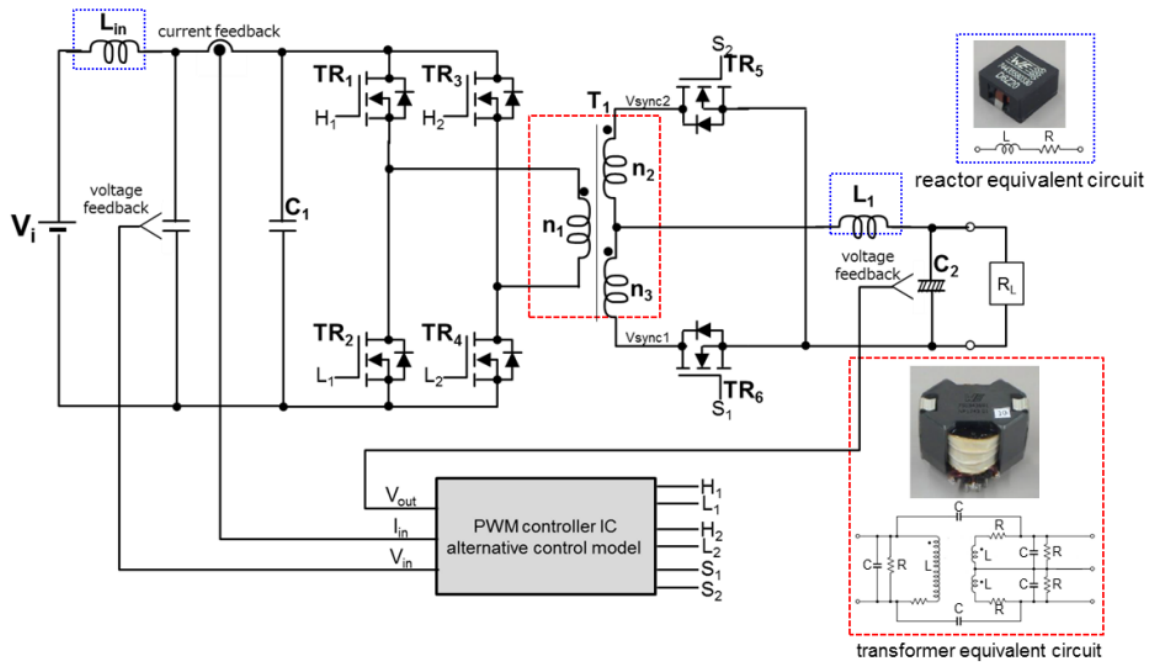 Lin
current feedback
TR1
TR3
H1
H2
voltage
feedback
Vi
C1
T1
n1
n2
n3
Vsync2
Vsync1
S2
TR5
TR2
TR4
L1
L2
TR6
S1
L1
voltage
feedback
C2
RL
L
R
reactor equivalent circuit
Vout
Iin
Vin
PWM controller IC
alternative control model
H1
L1
H2
L2
S1
S2
C
C
R
L
R
L
C
R
L
C
R
R
C
transformer equivalent circuit